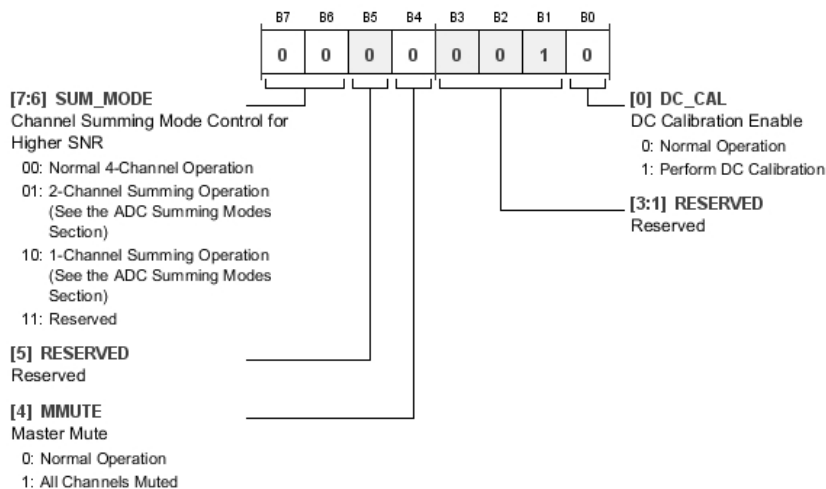 B7 B6 B5 B4 B3 B2 B1 B0
0 0 0 0 0 0 1 0
[7:6] SUM_MODE
Channel Summing Mode Control for
Higher SNR
00: Normal 4-Channel Operation
01: 2-Channel Summing Operation
(See the ADC Summing Modes
Section)
10: 1-Channel Summing Operation
(See the ADC Summing Modes
Section)
11: Reserved
[5] RESERVED
Reserved
[4] MMUTE
Master Mute
0: Normal Operation
1: All Channels Muted
[0] DC_CAL
DC Calibration Enable
0: Normal Operation
1: Perform DC Calibration
[3:1] RESERVED
Reserved